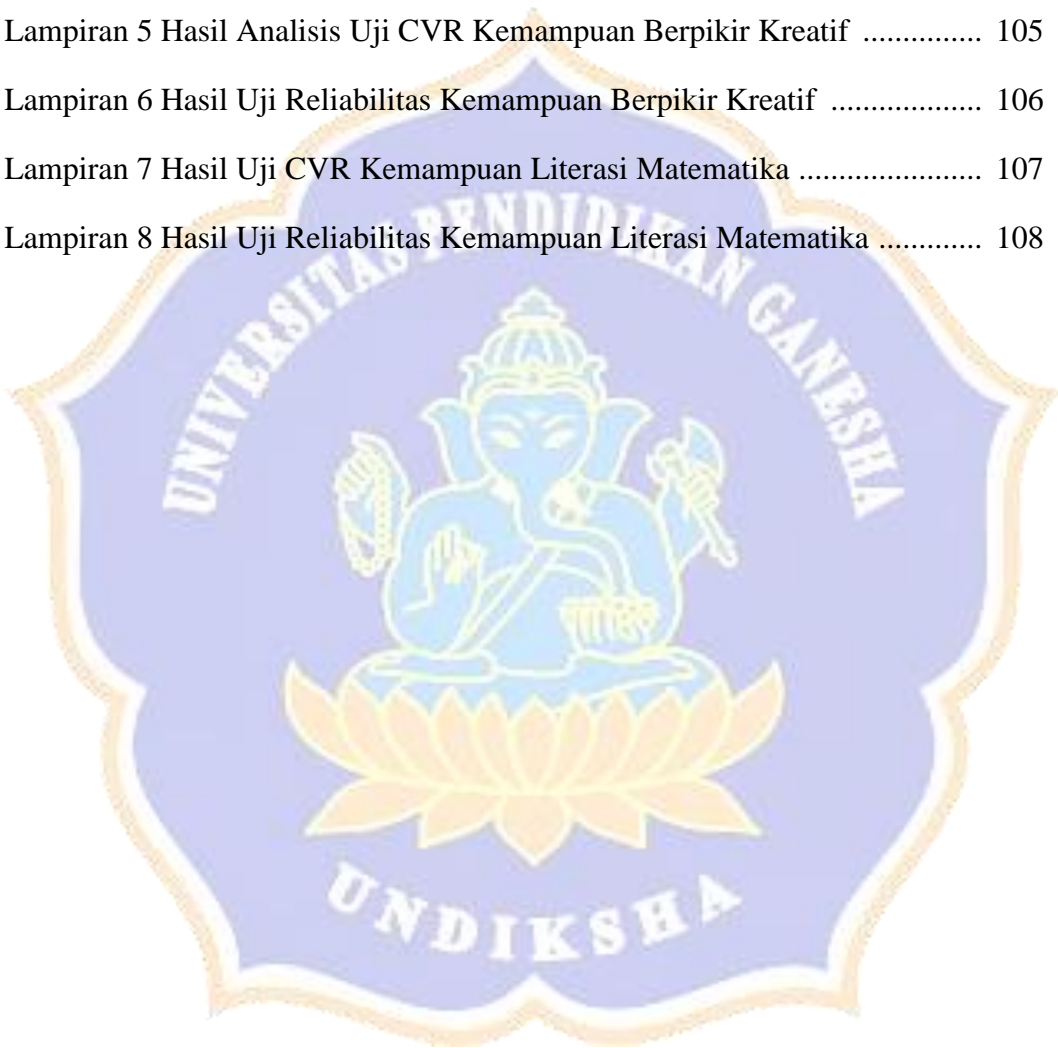 Lampiran 5 Hasil Analisis Uji CVR Kemampuan Berpikir Kreatif ............... 105
Lampiran 6 Hasil Uji Reliabilitas Kemampuan Berpikir Kreatif ................... 106
Lampiran 7 Hasil Uji CVR Kemampuan Literasi Matematika ...................... 107
Lampiran 8 Hasil Uji Reliabilitas Kemampuan Literasi Matematika ............. 108
UNIVERSITAS PENDIDIKAN GANESHA
UNDIKSHA